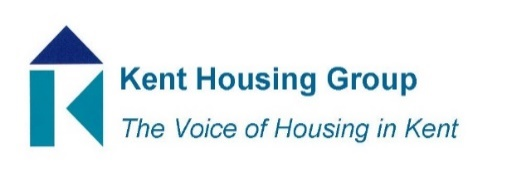 Kent Housing Group
The Voice of Housing in Kent